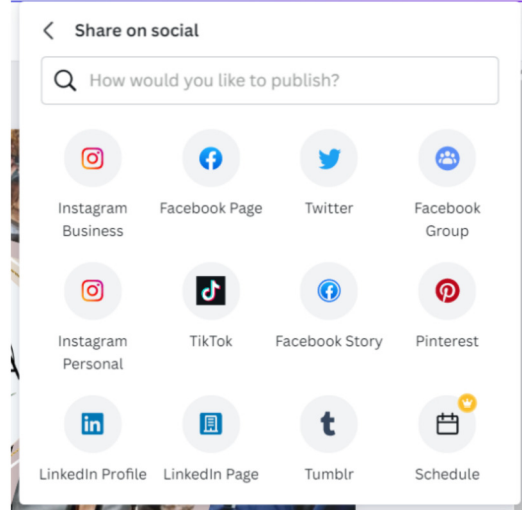 Share on social
How would you like to publish?
Instagram Business
Facebook Page
Twitter
Facebook Group
Instagram Personal
TikTok
Facebook Story
Pinterest
LinkedIn Profile
LinkedIn Page
Tumblr
Schedule